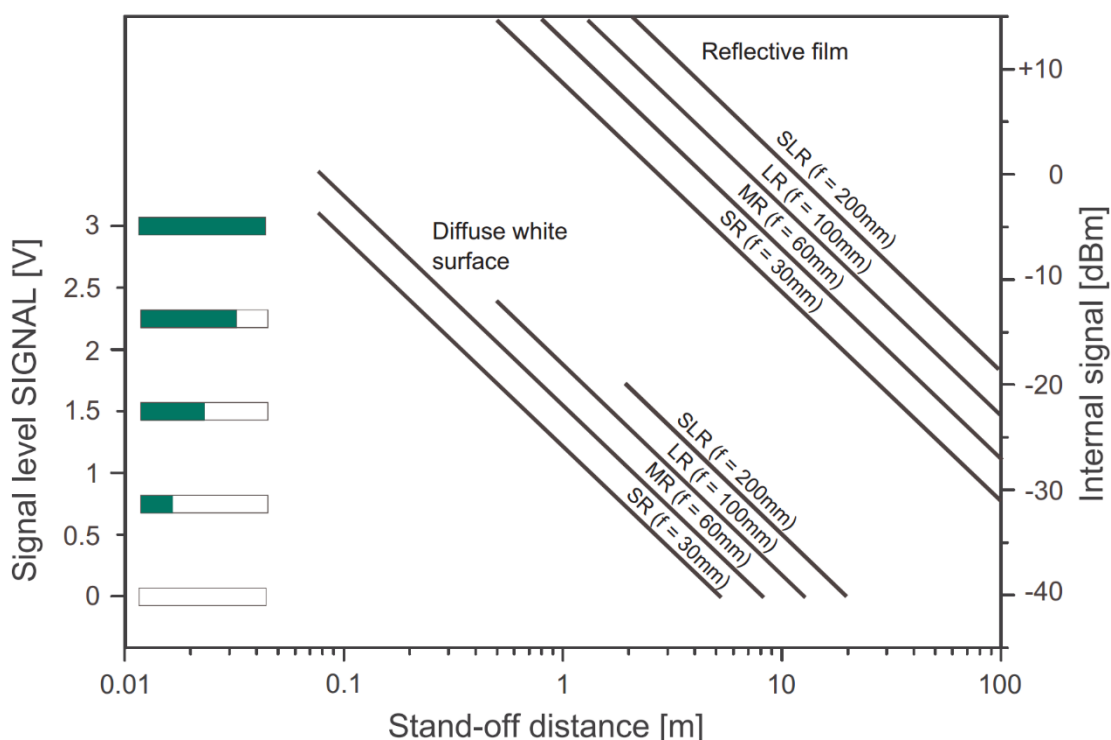 Reflective film
SLR (f = 200mm)
LR (f = 100mm)
MR (f = 60mm)
SR (f = 30mm)
Diffuse white
surface
SLR (f = 200mm)
LR (f = 100mm)
MR (f = 60mm)
SR (f = 30mm)
Signal level SIGNAL [V]
3
2.5
2
1.5
1
0.5
0
Internal signal [dBm]
+10
0
-10
-20
-30
-40
0.01
0.1
1
10
100
Stand-off distance [m]